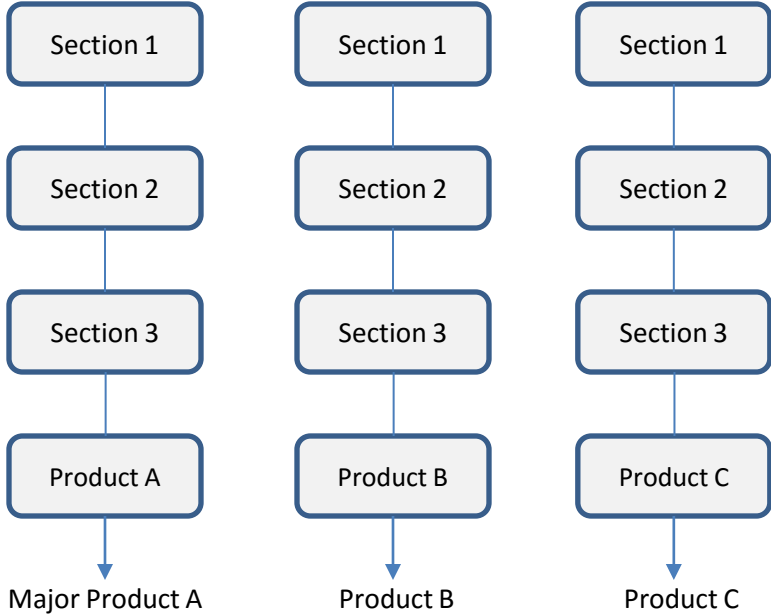 Section 1
Section 1
Section 1
Section 2
Section 2
Section 2
Section 3
Section 3
Section 3
Product A
Product B
Product C
Major Product A
Product B
Product C